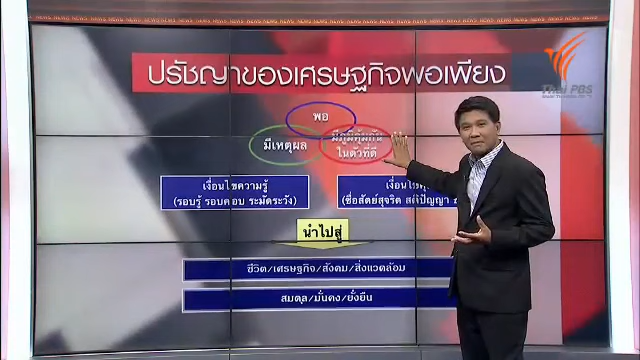 ปรัชญาของเศรษฐกิจพอเพียง
Thai PBS
พอ
มีเหตุผล
มีภูมิคุ้มกัน
ในตัวที่ดี
เงื่อนไขความรู้
(รอบรู้ รอบคอบ ระมัดระวัง)
(ซื่อสัตย์สุจริต สติปัญญา
นำไปสู่
ชีวิต/เศรษฐกิจ/สังคม/สิ่งแวดล้อม
สมดุล/มั่นคง/ยั่งยืน